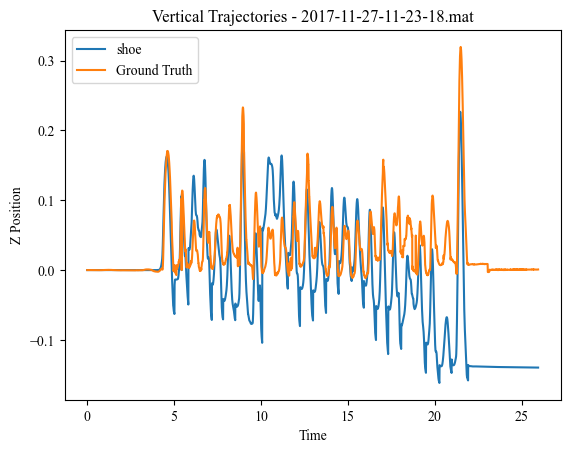 Vertical Trajectories - 2017-11-27-11-23-18.mat
shoe
Ground Truth
Z Position
0.3
0.2
0.1
0.0
−0.1
0 5 10 15 20 25
Time